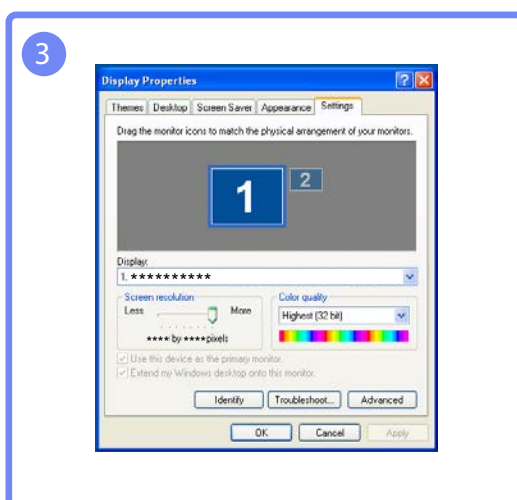 3
Display Properties
Themes Desktop Screen Saver Appearance Settings
Drag the monitor icons to match the physical arrangement of your monitors.
1 2
Display:
1, **********
Screen resolution Color quality
Less More Highest (32 bit)
**** by **** pixels
Use this device as the primary monitor.
Extend my Windows desktop onto this monitor.
Identify Troubleshoot... Advanced
OK Cancel Apply